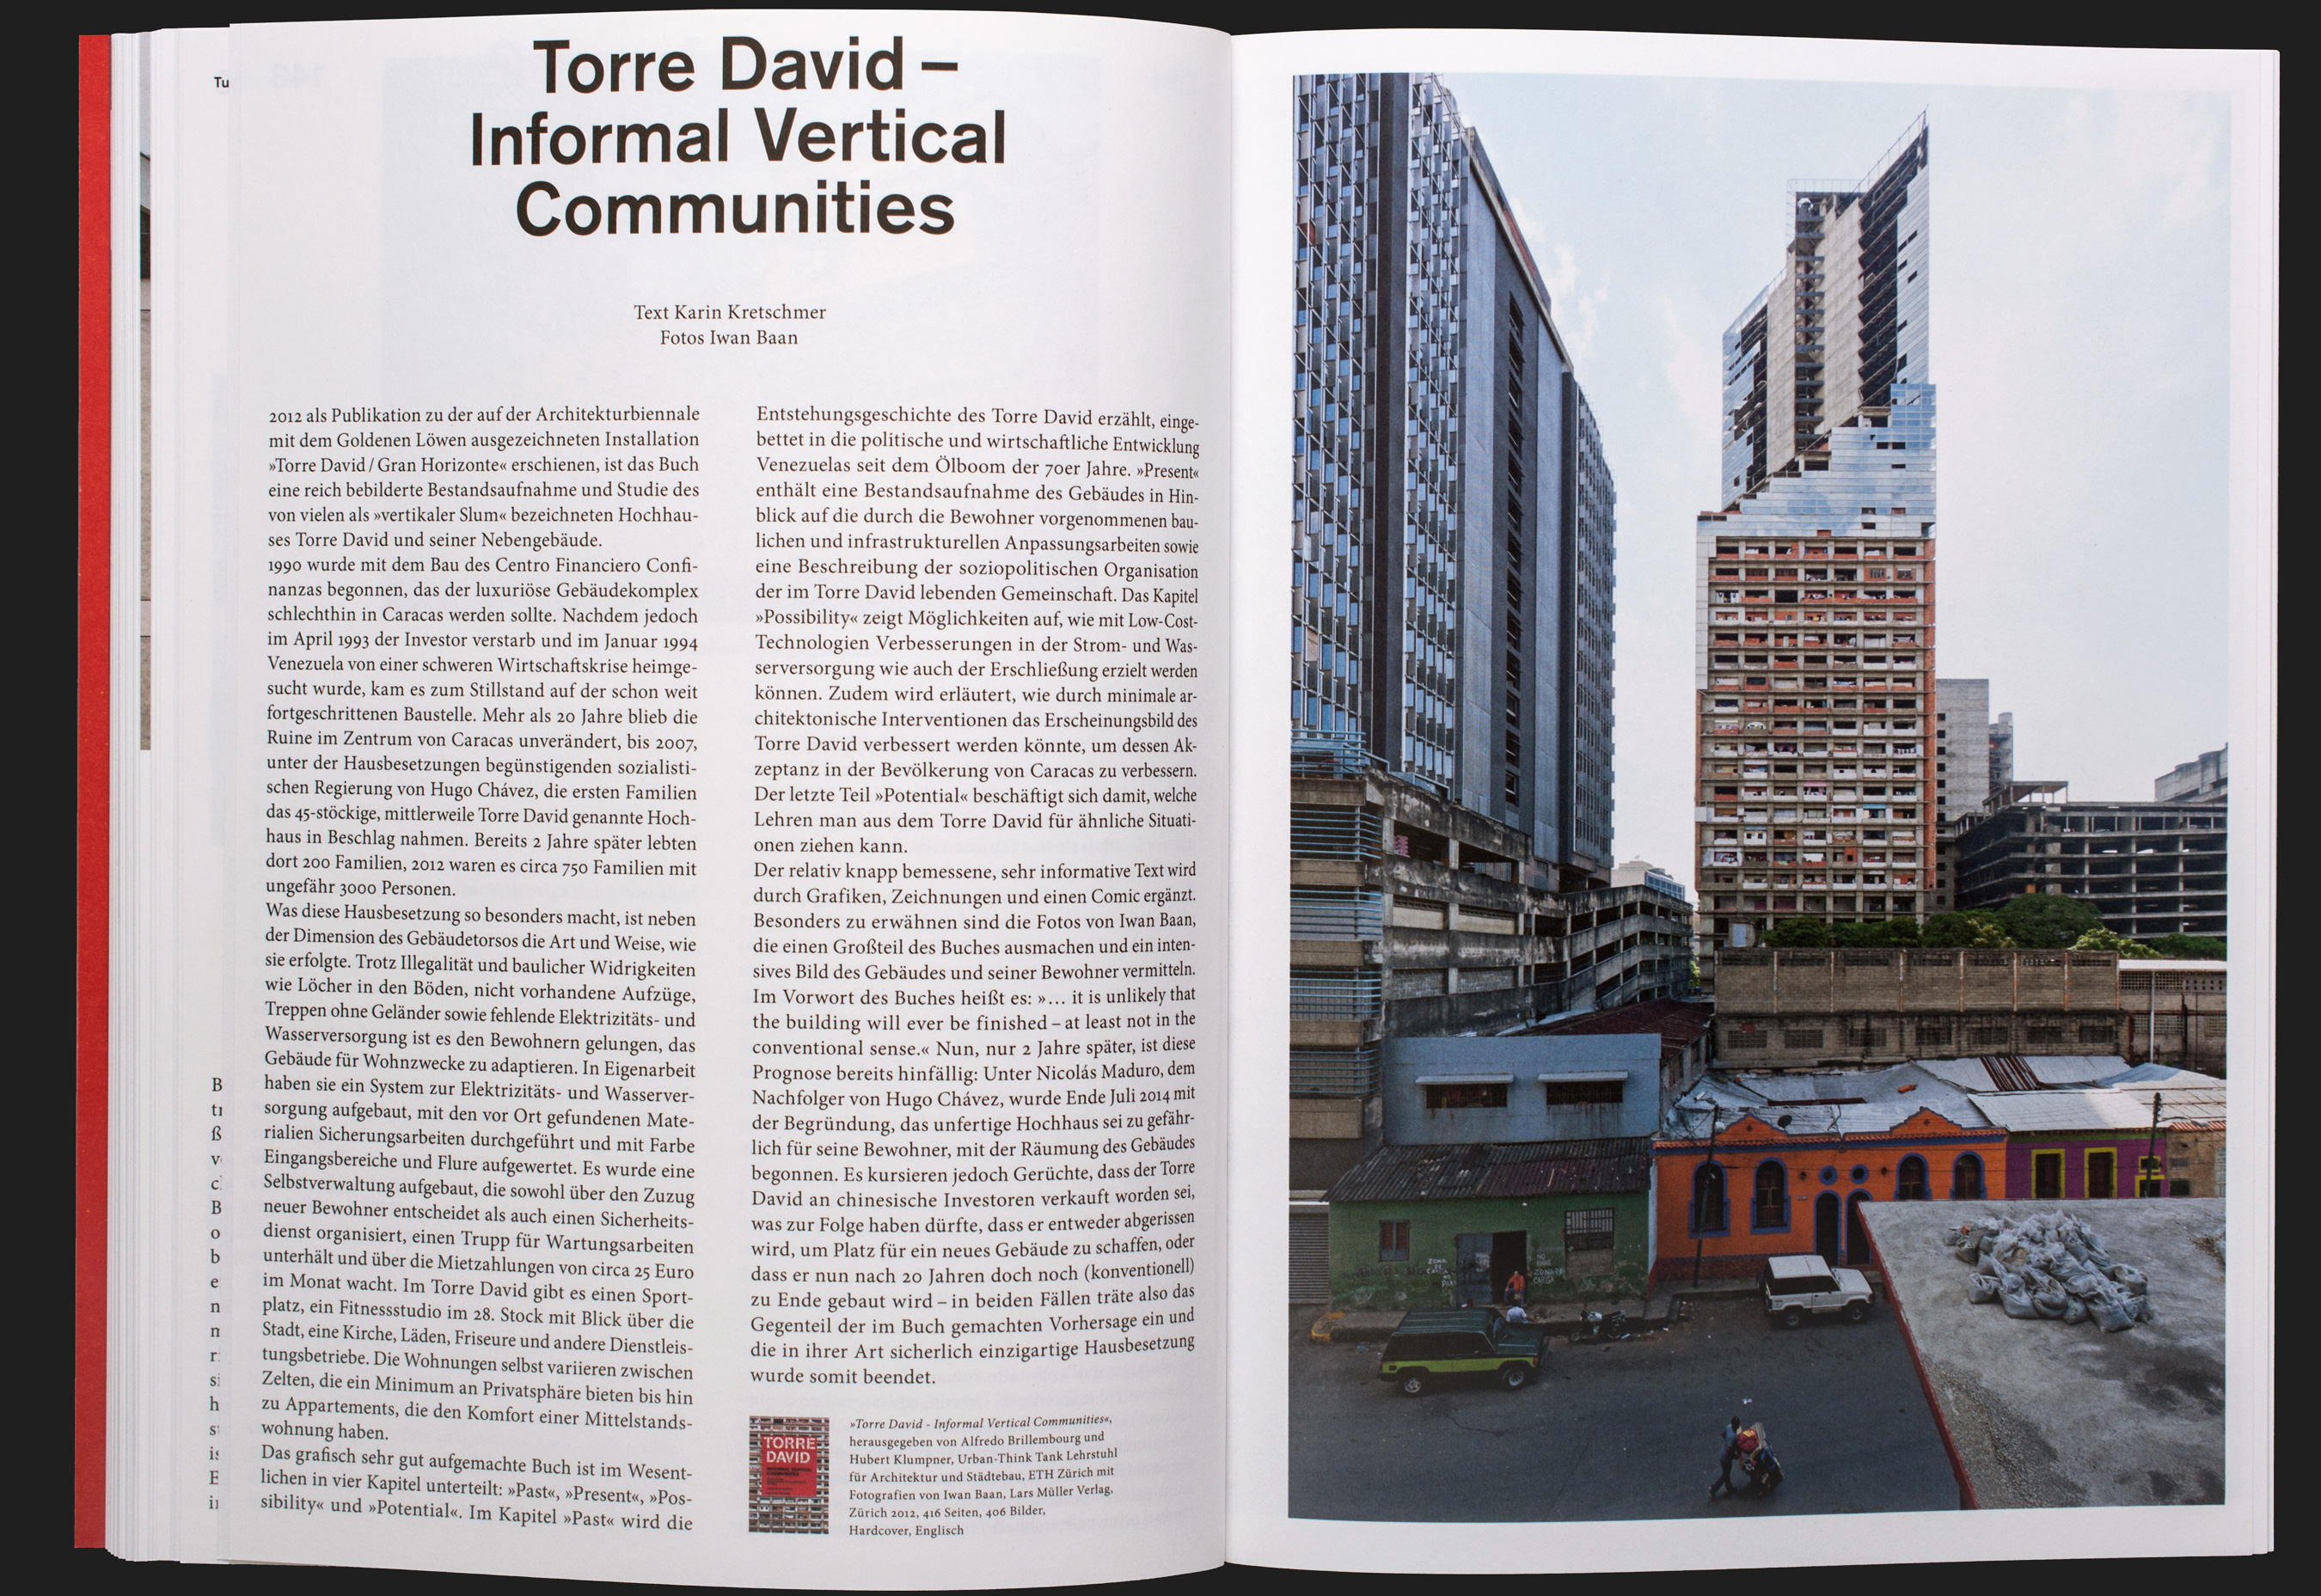 Tu
Torre David –
Informal Vertical
Communities
Text Karin Kretschmer
Fotos Iwan Baan
2012 als Publikation zu der auf der Architekturbiennale
mit dem Goldenen Löwen ausgezeichneten Installation
»Torre David / Gran Horizonte« erschienen, ist das Buch
eine reich bebilderte Bestandsaufnahme und Studie des
von vielen als »vertikaler Slum« bezeichneten Hochhau-
ses Torre David und seiner Nebengebäude.
1990 wurde mit dem Bau des Centro Financiero Confi-
nanzas begonnen, das der luxuriöse Gebäudekomplex
schlechthin in Caracas werden sollte. Nachdem jedoch
im April 1993 der Investor verstarb und im Januar 1994
Venezuela von einer schweren Wirtschaftskrise heimge-
sucht wurde, kam es zum Stillstand auf der schon weit
fortgeschrittenen Baustelle. Mehr als 20 Jahre blieb die
Ruine im Zentrum von Caracas unverändert, bis 2007,
unter der Hausbesetzungen begünstigenden sozialisti-
schen Regierung von Hugo Chávez, die ersten Familien
das 45-stöckige, mittlerweile Torre David genannte Hoch-
haus in Beschlag nahmen. Bereits 2 Jahre später lebten
dort 200 Familien, 2012 waren es circa 750 Familien mit
ungefähr 3000 Personen.
Was diese Hausbesetzung so besonders macht, ist neben
der Dimension des Gebäudetorsos die Art und Weise, wie
sie erfolgte. Trotz Illegalität und baulicher Widrigkeiten
wie Löcher in den Böden, nicht vorhandene Aufzüge,
Treppen ohne Geländer sowie fehlende Elektrizitäts- und
Wasserversorgung ist es den Bewohnern gelungen, das
Gebäude für Wohnzwecke zu adaptieren. In Eigenarbeit
haben sie ein System zur Elektrizitäts- und Wasserver-
sorgung aufgebaut, mit den vor Ort gefundenen Mate-
rialien Sicherungsarbeiten durchgeführt und mit Farbe
Eingangsbereiche und Flure aufgewertet. Es wurde eine
Selbstverwaltung aufgebaut, die sowohl über den Zuzug
neuer Bewohner entscheidet als auch einen Sicherheits-
dienst organisiert, einen Trupp für Wartungsarbeiten
unterhält und über die Mietzahlungen von circa 25 Euro
im Monat wacht. Im Torre David gibt es einen Sport-
platz, ein Fitnessstudio im 28. Stock mit Blick über die
Stadt, eine Kirche, Läden, Friseure und andere Dienstleis-
tungsbetriebe. Die Wohnungen selbst variieren zwischen
Zelten, die ein Minimum an Privatsphäre bieten bis hin
zu Appartements, die den Komfort einer Mittelstands-
wohnung haben.
Das grafisch sehr gut aufgemachte Buch ist im Wesent-
lichen in vier Kapitel unterteilt: »Past«, »Present«, »Pos-
sibility« und »Potential«. Im Kapitel »Past« wird die
Entstehungsgeschichte des Torre David erzählt, einge-
bettet in die politische und wirtschaftliche Entwicklung
Venezuelas seit dem Ölboom der 70er Jahre. »Present«
enthält eine Bestandsaufnahme des Gebäudes in Hin-
blick auf die durch die Bewohner vorgenommenen bau-
lichen und infrastrukturellen Anpassungsarbeiten sowie
eine Beschreibung der soziopolitischen Organisation
der im Torre David lebenden Gemeinschaft. Das Kapitel
»Possibility« zeigt Möglichkeiten auf, wie mit Low-Cost-
Technologien Verbesserungen in der Strom- und Was-
serversorgung wie auch der Erschließung erzielt werden
können. Zudem wird erläutert, wie durch minimale ar-
chitektonische Interventionen das Erscheinungsbild des
Torre David verbessert werden könnte, um dessen Ak-
zeptanz in der Bevölkerung von Caracas zu verbessern.
Der letzte Teil »Potential« beschäftigt sich damit, welche
Lehren man aus dem Torre David für ähnliche Situati-
onen ziehen kann.
Der relativ knapp bemessene, sehr informative Text wird
durch Grafiken, Zeichnungen und einen Comic ergänzt.
Besonders zu erwähnen sind die Fotos von Iwan Baan,
die einen Großteil des Buches ausmachen und ein inten-
sives Bild des Gebäudes und seiner Bewohner vermitteln.
Im Vorwort des Buches heißt es: »… it is unlikely that
the building will ever be finished – at least not in the
conventional sense.« Nun, nur 2 Jahre später, ist diese
Prognose bereits hinfällig: Unter Nicolás Maduro, dem
Nachfolger von Hugo Chávez, wurde Ende Juli 2014 mit
der Begründung, das unfertige Hochhaus sei zu gefähr-
lich für seine Bewohner, mit der Räumung des Gebäudes
begonnen. Es kursieren jedoch Gerüchte, dass der Torre
David an chinesische Investoren verkauft worden sei,
was zur Folge haben dürfte, dass er entweder abgerissen
wird, um Platz für ein neues Gebäude zu schaffen, oder
dass er nun nach 20 Jahren doch noch (konventionell)
zu Ende gebaut wird – in beiden Fällen träte also das
Gegenteil der im Buch gemachten Vorhersage ein und
die in ihrer Art sicherlich einzigartige Hausbesetzung
wurde somit beendet.
TORRE
DAVID
»Torre David - Informal Vertical Communities«,
herausgegeben von Alfredo Brillembourg und
Hubert Klumpner, Urban-Think Tank Lehrstuhl
für Architektur und Städtebau, ETH Zürich mit
Fotografien von Iwan Baan, Lars Müller Verlag,
Zürich 2012, 416 Seiten, 406 Bilder,
Hardcover, Englisch